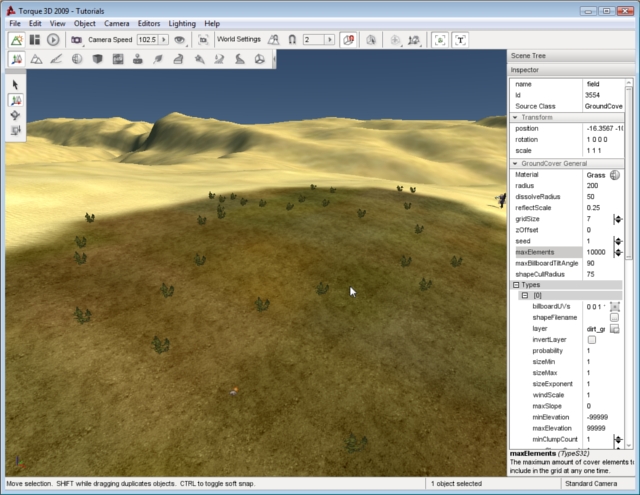 Torque 3D 2009 - Tutorials
File Edit View Object Camera Editors Lighting Help
Camera Speed 102.5 World Settings 2 T
Scene Tree
Inspector
name field
Id 3554
Source Class GroundCove
Transform
position -16.3567 -10
rotation 1 0 0 0
scale 1 1 1
GroundCover General
Material Grass
radius 200
dissolveRadius 50
reflectScale 0.25
gridSize 7
zOffset 0
seed 1
maxElements 10000
maxBillboardTiltAngle 90
shapeCullRadius 75
Types
[0]
billboardUVs 0 0 1
shapeFilename
layer dirt_gr
invertLayer
probability 1
sizeMin 1
sizeMax 1
sizeExponent 1
windScale 1
maxSlope 0
minElevation -99999
maxElevation 99999
minClumpCount 1
maxElements (TypeS32)
The maximum amount of cover elements to
include in the grid at any one time.
Move selection. SHIFT while dragging duplicates objects. CTRL to toggle soft snap. 1 object selected Standard Camera